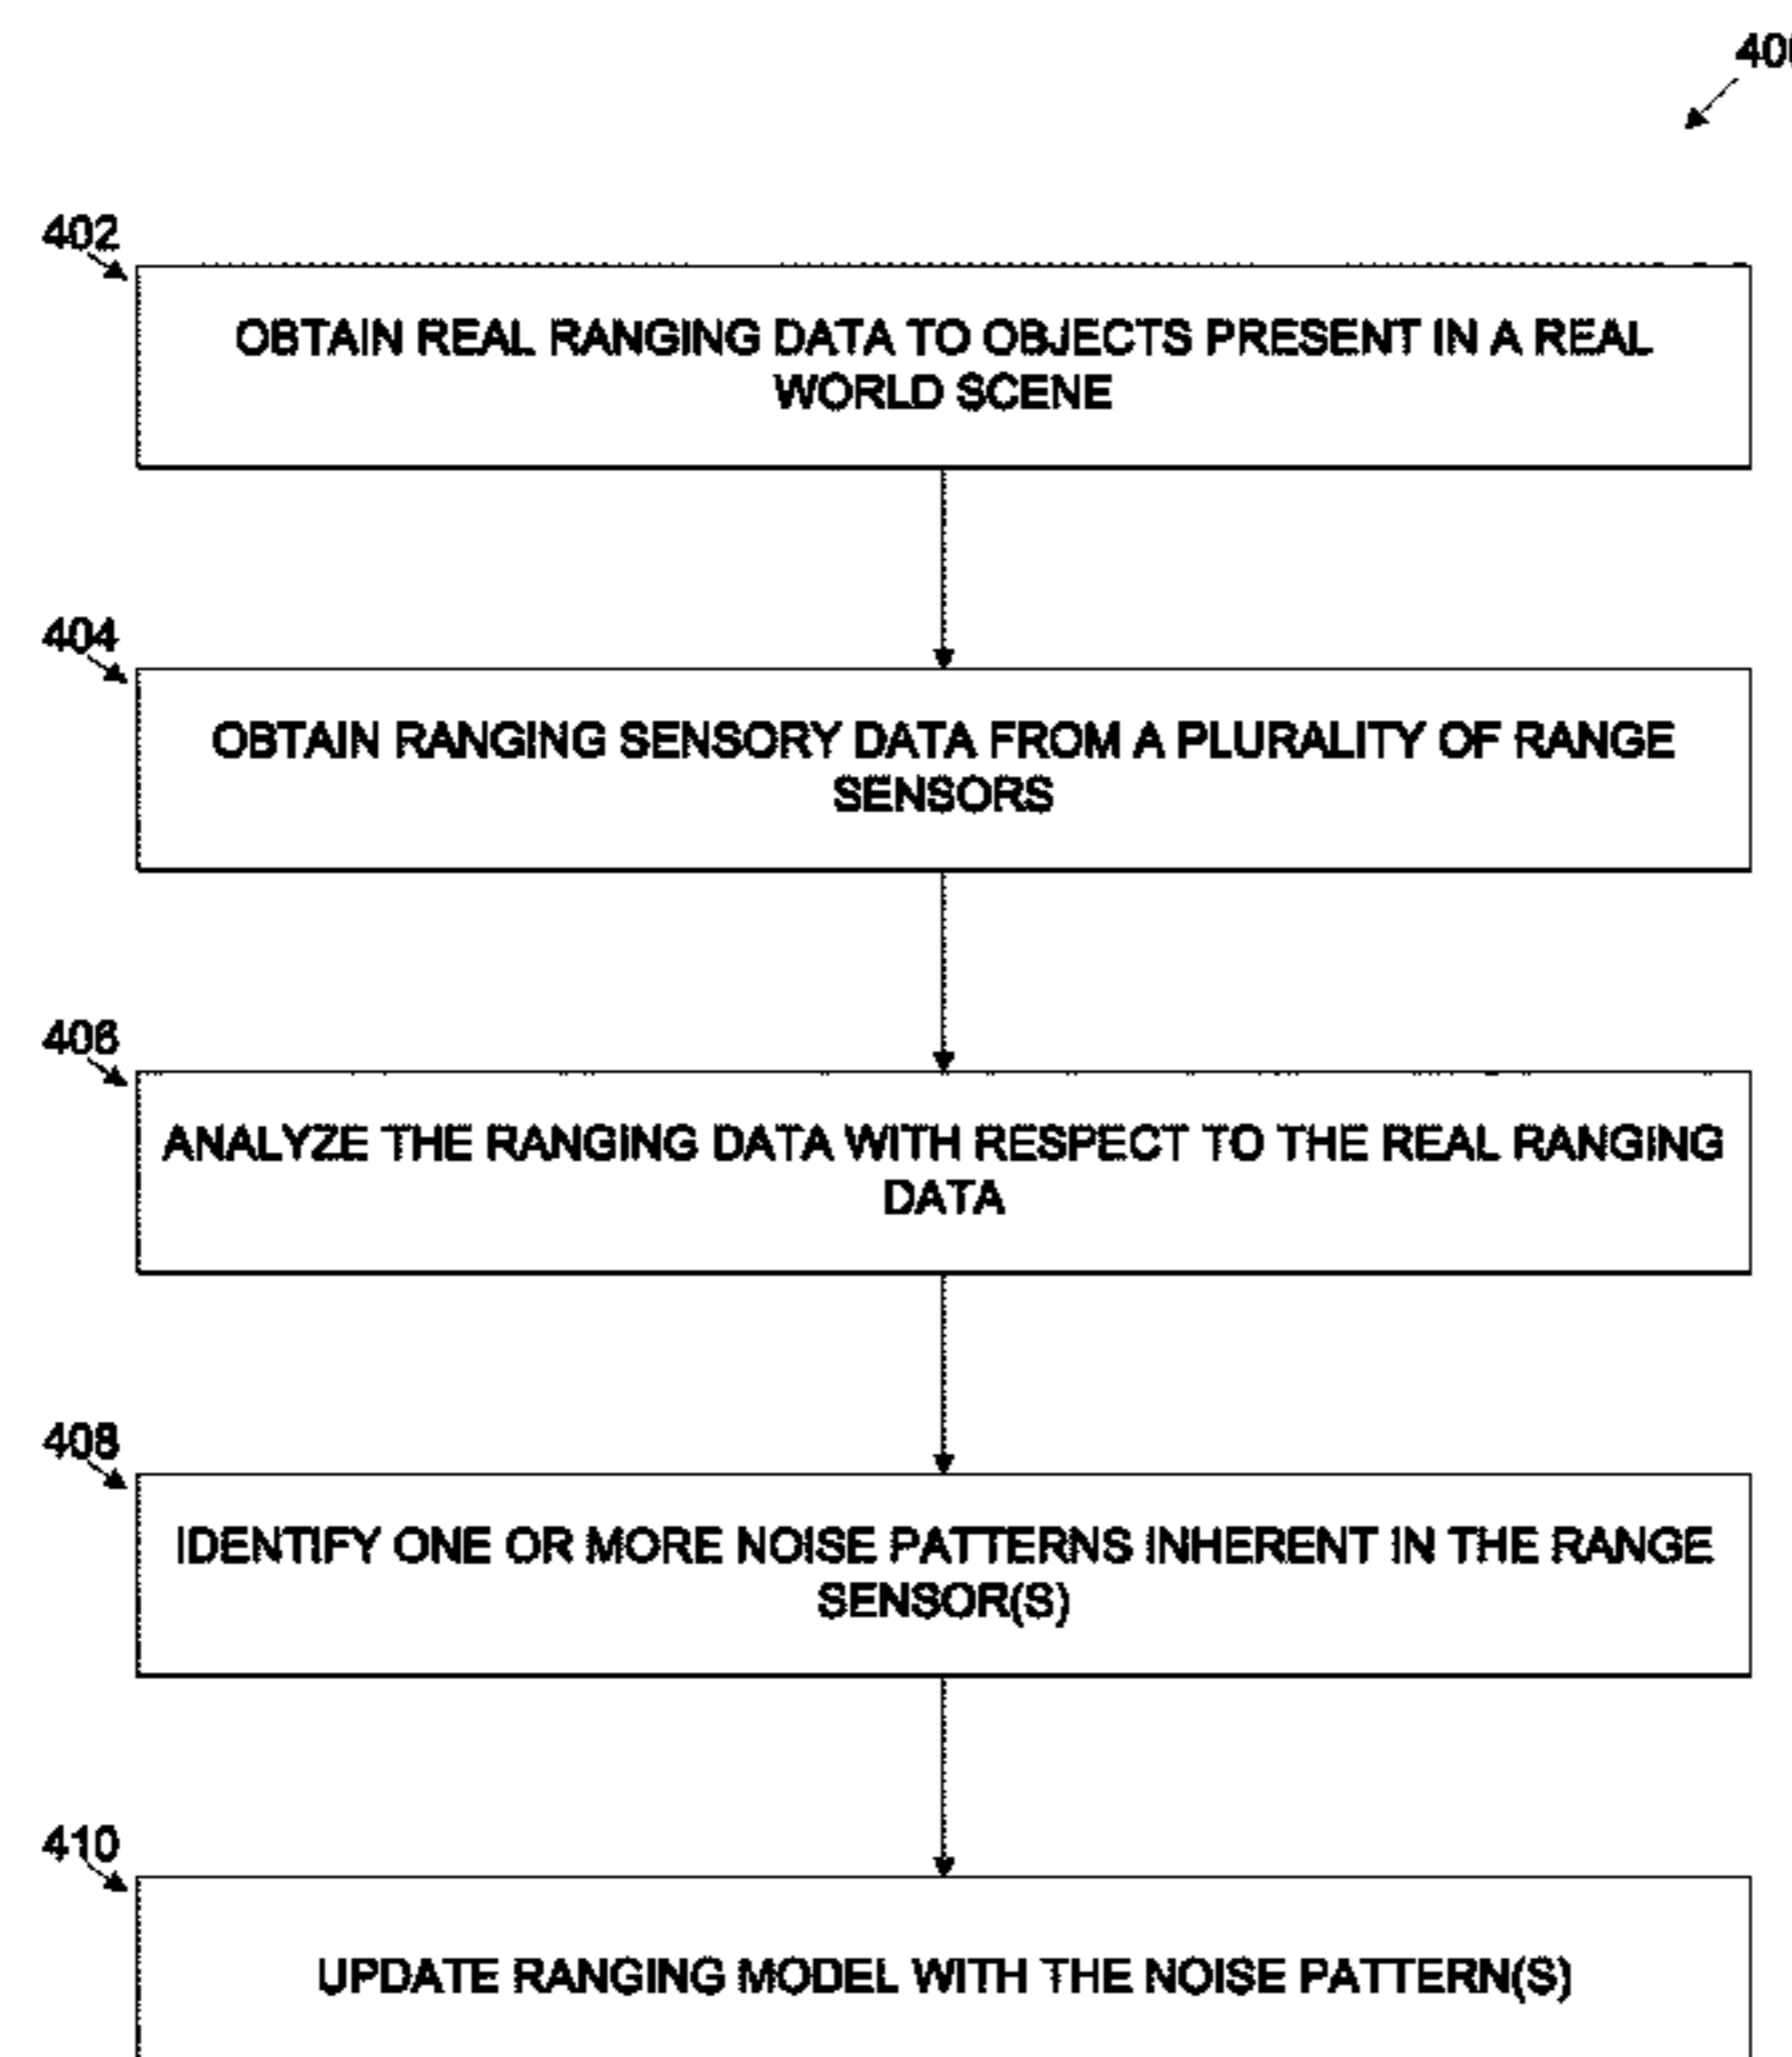 402
OBTAIN REAL RANGING DATA TO OBJECTS PRESENT IN A REAL
WORLD SCENE
404
OBTAIN RANGING SENSORY DATA FROM A PLURALITY OF RANGE
SENSORS
406
ANALYZE THE RANGING DATA WITH RESPECT TO THE REAL RANGING
DATA
408
IDENTIFY ONE OR MORE NOISE PATTERNS INHERENT IN THE RANGE
SENSOR(S)
410
UPDATE RANGING MODEL WITH THE NOISE PATTERN(S)